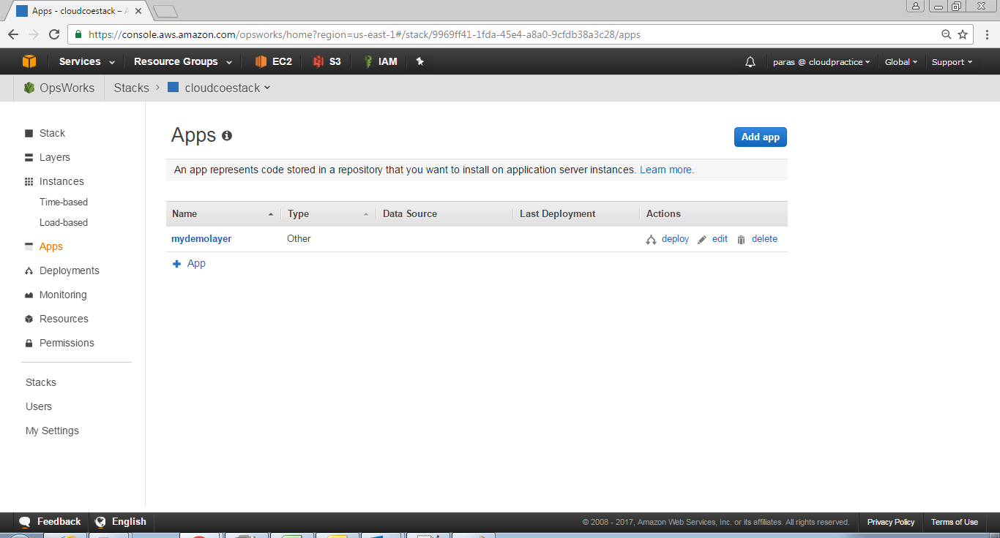 Apps - cloudcoestack –
https://console.aws.amazon.com/opsworks/home?region=us-east-1#/stack/9969ff41-1fda-45e4-a8a0-9cfdb38a3c28/apps
Services Resource Groups EC2 S3 IAM paras @ cloudpractice Global Support
OpsWorks Stacks > cloudcoestack
Stack
Layers
Instances
Time-based
Load-based
Apps
Deployments
Monitoring
Resources
Permissions
Stacks
Users
My Settings
Apps
Add app
An app represents code stored in a repository that you want to install on application server instances. Learn more.
Name Type Data Source Last Deployment Actions
mydemolayer Other deploy edit delete
App
Feedback English © 2008 - 2017, Amazon Web Services, Inc. or its affiliates. All rights reserved. Privacy Policy Terms of Use